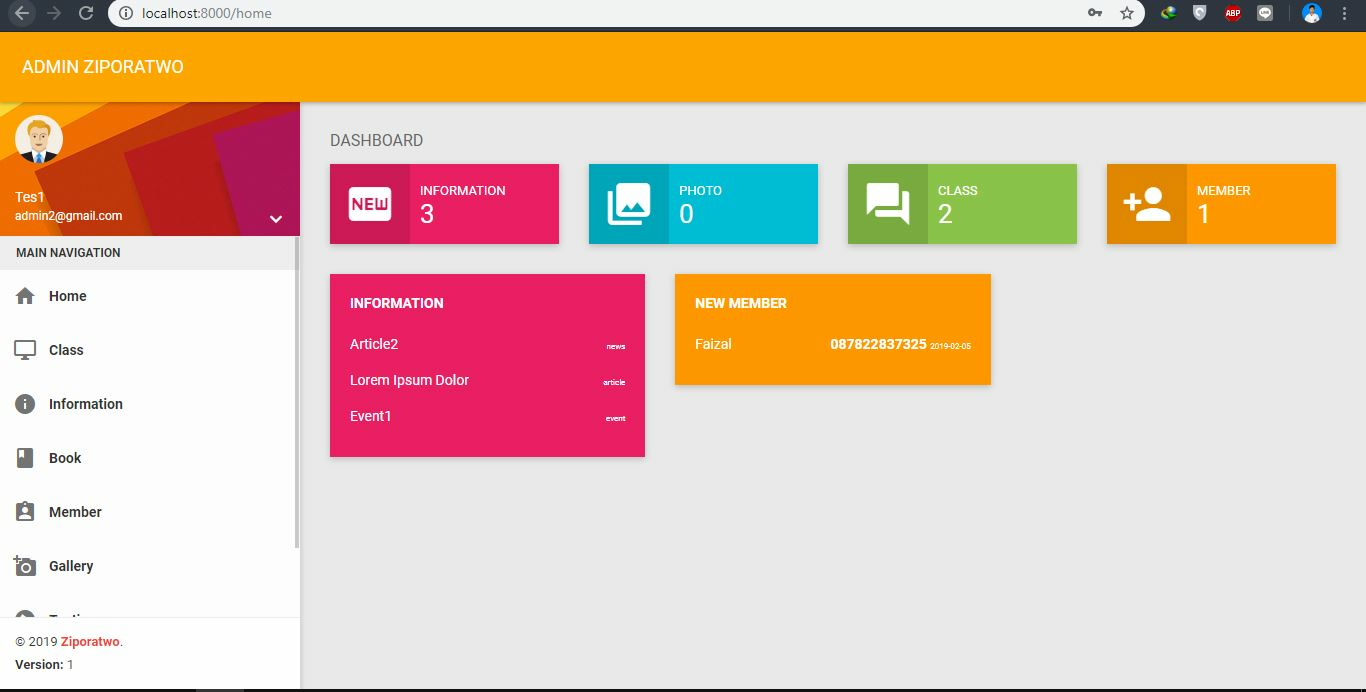 localhost:8000/home
ABP
LINE
ADMIN ZIPORATWO
Tes1
admin2@gmail.com
MAIN NAVIGATION
Home
Class
Information
Book
Member
Gallery
© 2019 Ziporatwo.
Version: 1
DASHBOARD
NEW
INFORMATION
3
PHOTO
0
CLASS
2
MEMBER
1
INFORMATION
Article2 news
Lorem Ipsum Dolor article
Event1 event
NEW MEMBER
Faizal 087822837325 2019-02-05